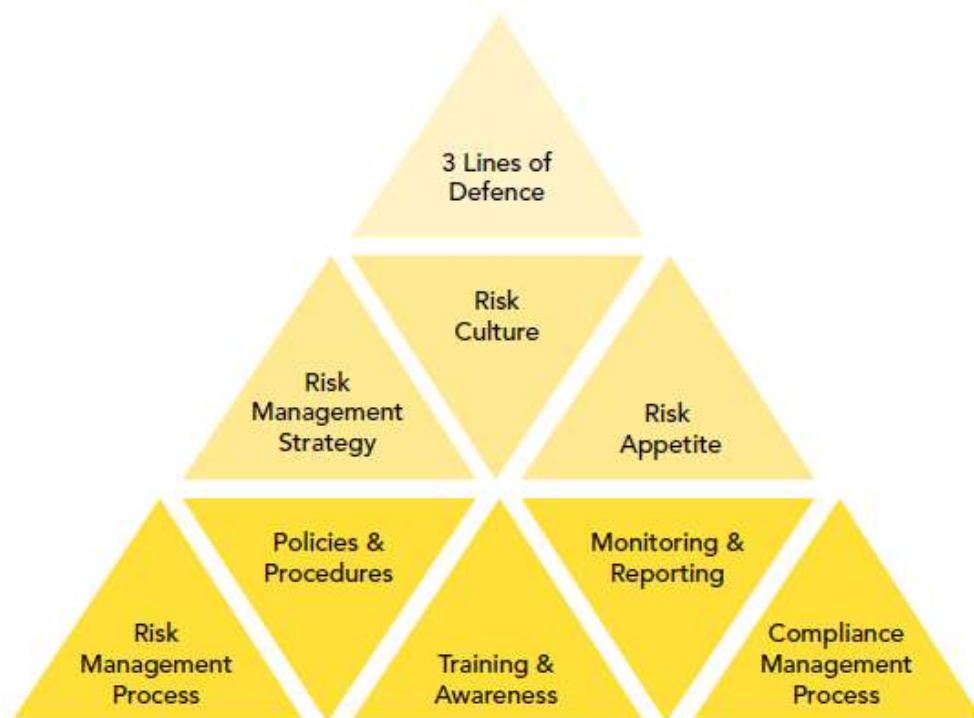 3 Lines of
Defence
Risk
Culture
Risk
Management
Strategy
Risk
Appetite
Policies &
Procedures
Monitoring &
Reporting
Risk
Management
Process
Training &
Awareness
Compliance
Management
Process